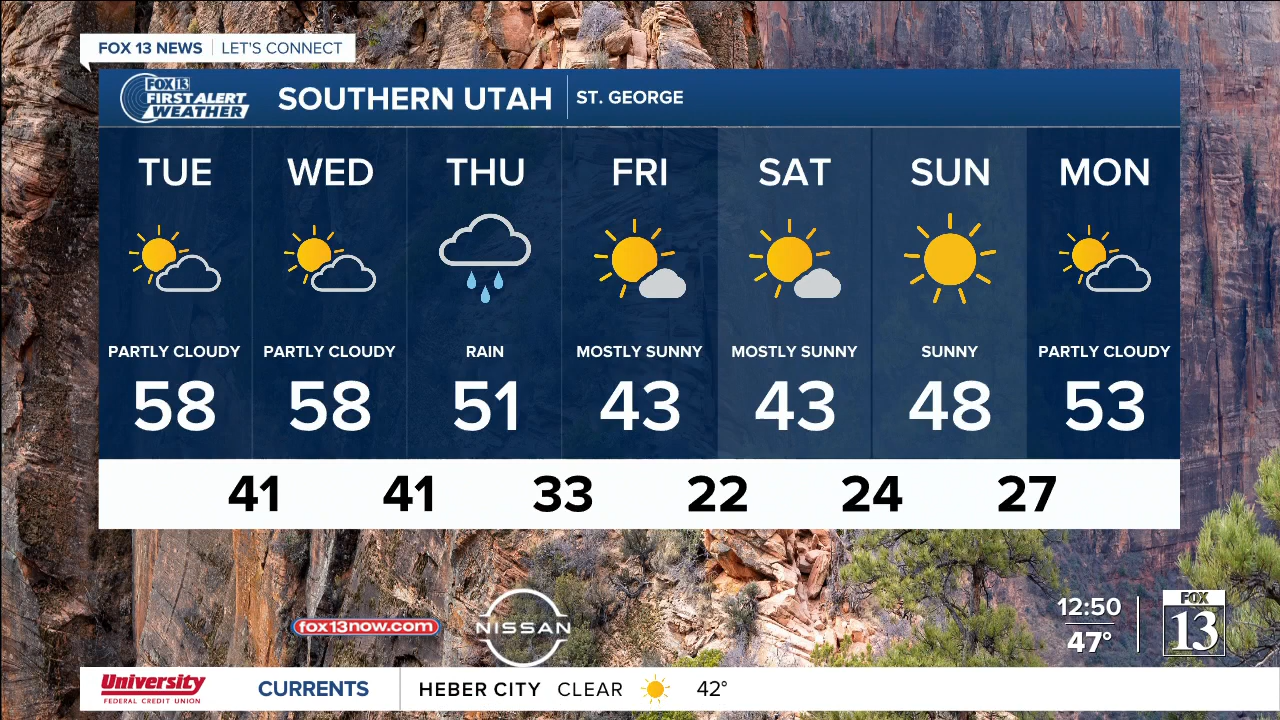 FOX 13 NEWS LET'S CONNECT
FOX 13 FIRST ALERT WEATHER
SOUTHERN UTAH ST. GEORGE
TUE WED THU FRI SAT SUN MON
PARTLY CLOUDY PARTLY CLOUDY RAIN MOSTLY SUNNY MOSTLY SUNNY SUNNY PARTLY CLOUDY
58 58 51 43 43 48 53
41 41 33 22 24 27
fox13now.com
NISSAN
12:50
47°
FOX
13
University
FEDERAL CREDIT UNION
CURRENTS HEBER CITY CLEAR 42°